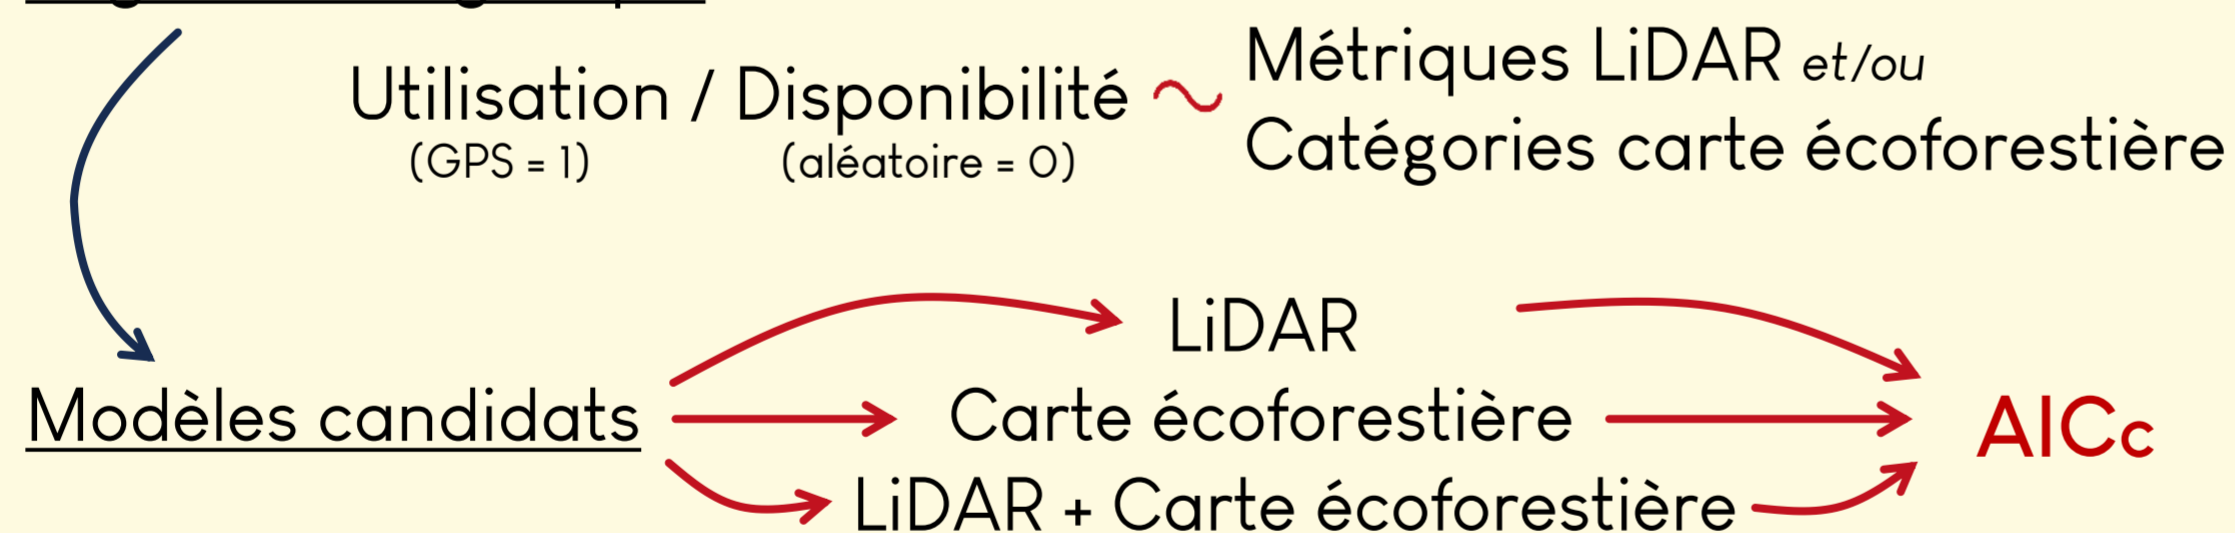 Utilisation / Disponibilité ~ Métriques LiDAR et/ou
Catégories carte écoforestière
(GPS = 1) (aléatoire = 0)
LiDAR
Modèles candidats Carte écoforestière AICc
LiDAR + Carte écoforestière